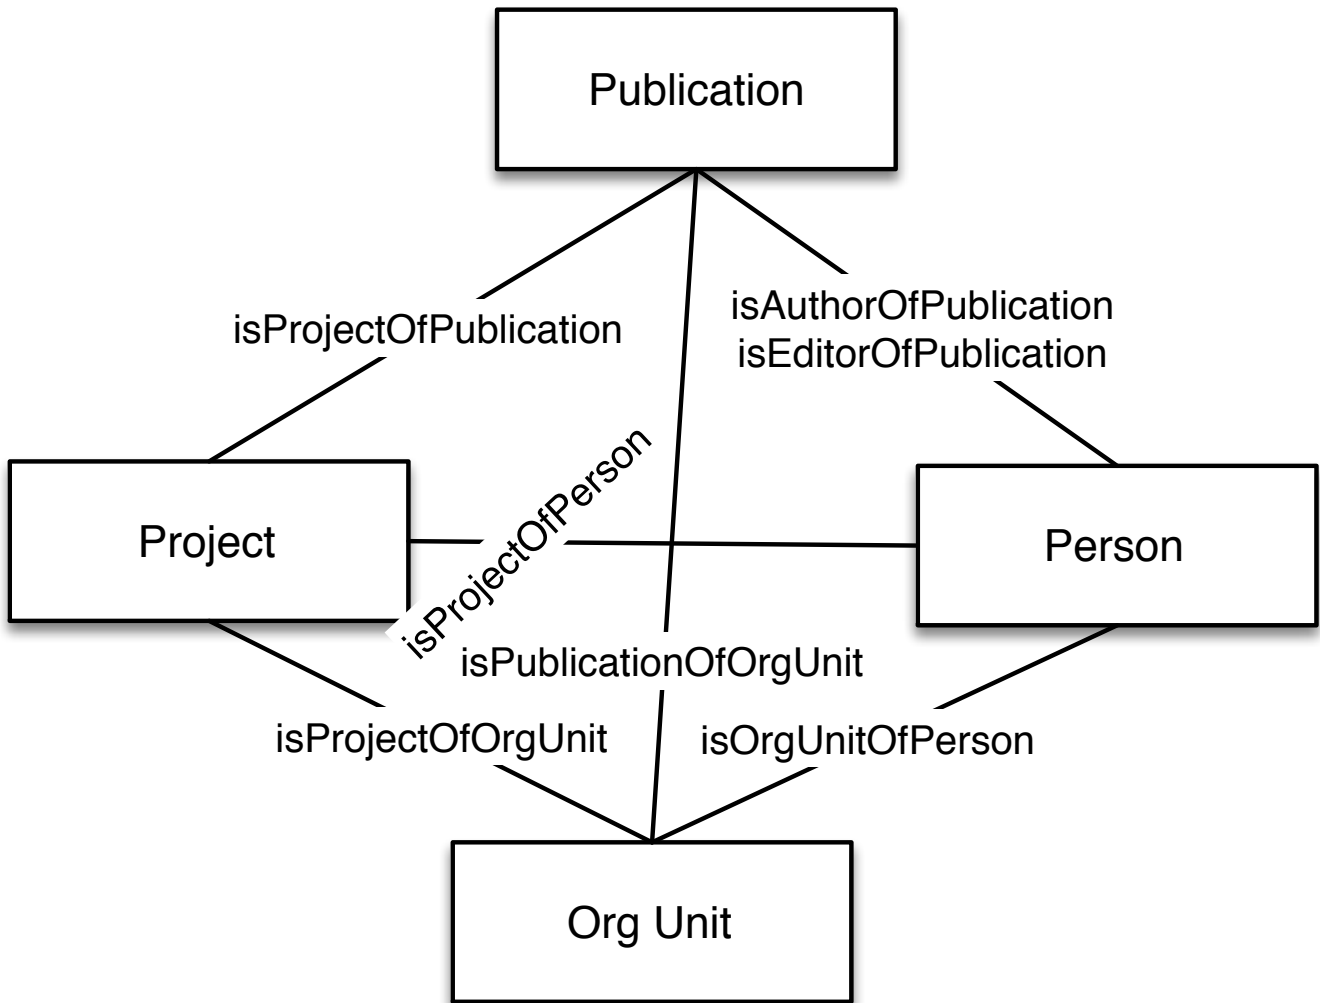 Publication
isAuthorOfPublication
isEditorOfPublication
isProjectOfPublication
isProjectOfPerson
Project
Person
isPublicationOfOrgUnit
isProjectOfOrgUnit
isOrgUnitOfPerson
Org Unit